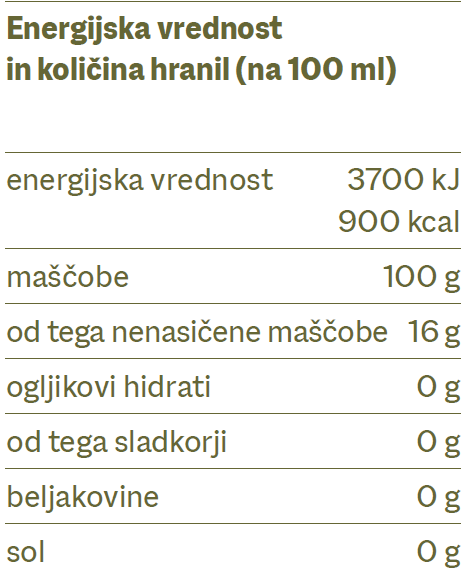 Energijska vrednost
in količina hranil (na 100 ml)
energijska vrednost 3700 kJ
900 kcal
maščobe 100 g
od tega nenasičene maščobe 16 g
ogljikovi hidrati 0 g
od tega sladkorji 0 g
beljakovine 0 g
sol 0 g